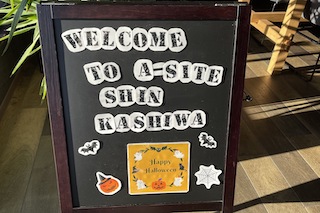 WELCOME
TO A-SITE
SHIN
KASHIWA
Happy
Halloween